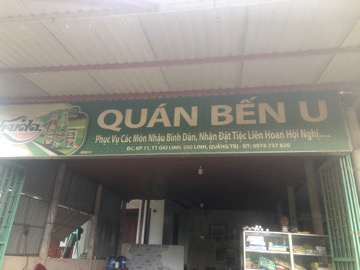 Huda
QUÁN BẾN U
Phục Vụ Các Món Nhậu Bình Dân, Nhận Đặt Tiệc Liên Hoan Hội Nghị....
ĐC: KP 11, TT GIO LINH, GIO LINH, QUẢNG TRỊ - ĐT: 0976 737 820